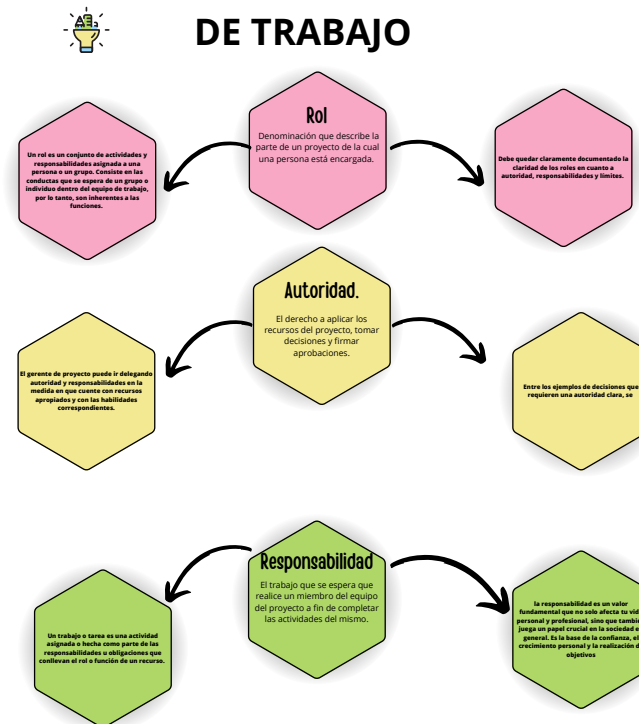 DE TRABAJO
Rol
Denominación que describe la
parte de un proyecto de la cual
una persona está encargada.
Un rol es un conjunto de actividades y
responsabilidades asignada a una
persona o un grupo. Consiste en las
conductas que se espera de un grupo o
individuo dentro del equipo de trabajo,
por lo tanto, son inherentes a las
funciones.
Debe quedar claramente documentado la
claridad de los roles en cuanto a
autoridad, responsabilidades y límites.
Autoridad.
El derecho a aplicar los
recursos del proyecto, tomar
decisiones y firmar
aprobaciones.
El gerente de proyecto puede ir delegando
autoridad y responsabilidades en la
medida en que cuente con recursos
apropiados y con las habilidades
correspondientes.
Entre los ejemplos de decisiones que
requieren una autoridad clara, se
Responsabilidad
El trabajo que se espera que
realice un miembro del equipo
del proyecto a fin de completar
las actividades del mismo.
Un trabajo o tarea es una actividad
asignada o hecha como parte de las
responsabilidades u obligaciones que
conllevan el rol o función de un recurso.
la responsabilidad es un valor
fundamental que no solo afecta tu vid
personal y profesional, sino que tambié
juega un papel crucial en la sociedad e
general. Es la base de la confianza, el
crecimiento personal y la realización d
objetivos